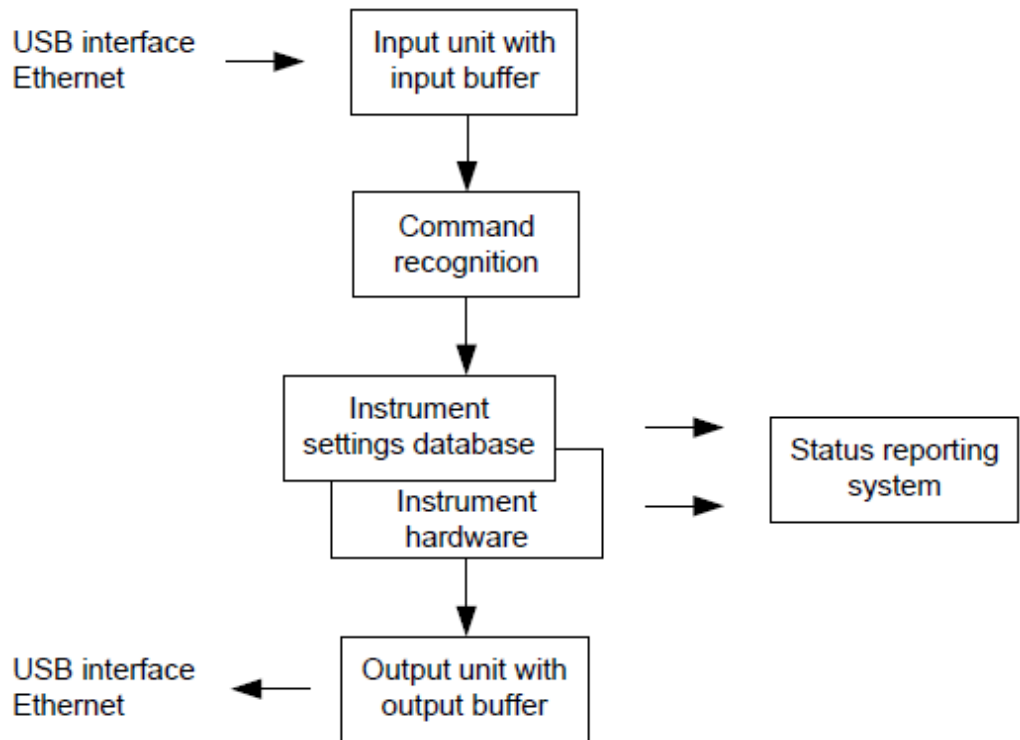 USB interface
Ethernet
Input unit with
input buffer
Command
recognition
Instrument
settings database
Instrument
hardware
Status reporting
system
USB interface
Ethernet
Output unit with
output buffer